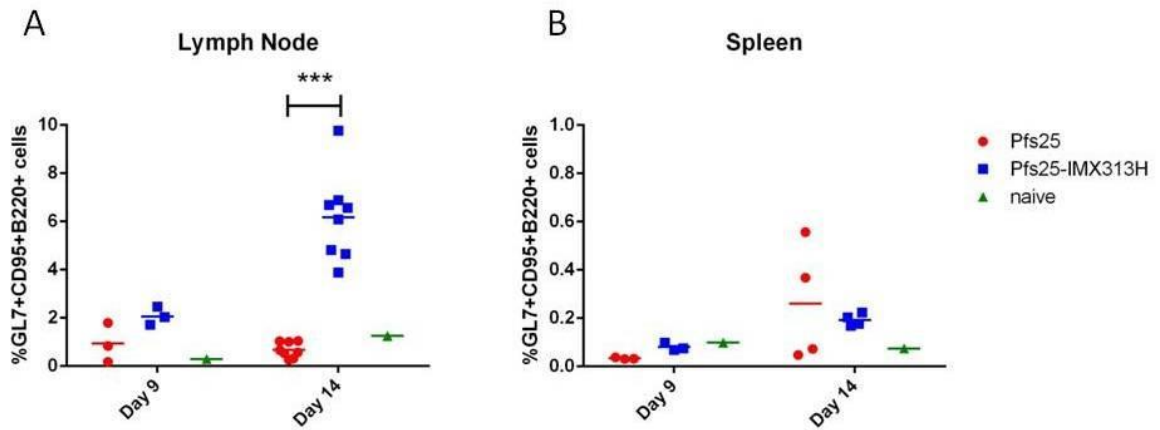 A
Lymph Node
***
%GL7+CD95+B220+ cells
10
8
6
4
2
0
Day 9
Day 14
B
Spleen
%GL7+CD95+B220+ cells
1.0
0.8
0.6
0.4
0.2
0.0
Day 9
Day 14
Pfs25
Pfs25-IMX313H
naive